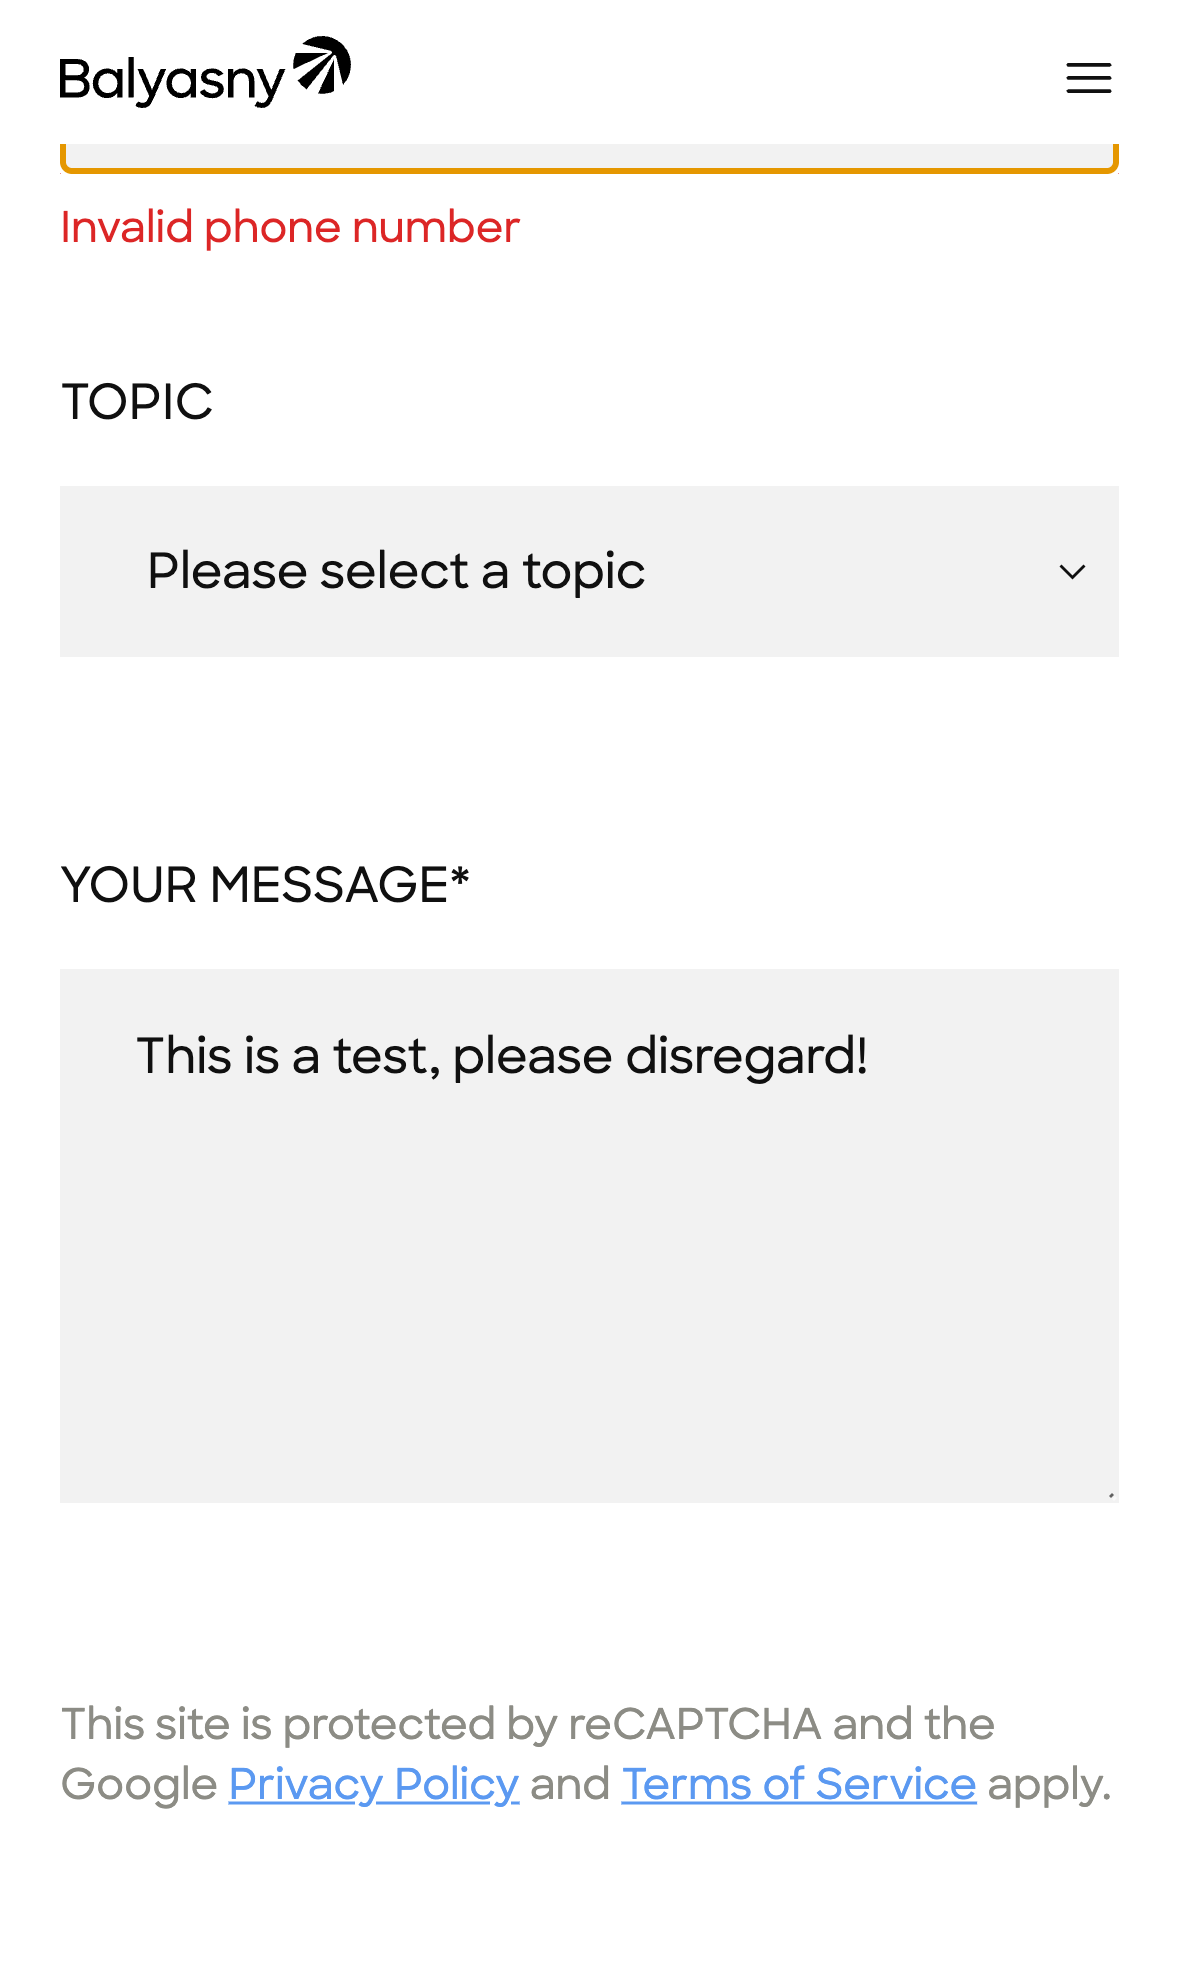 Balyasny
Invalid phone number
TOPIC
Please select a topic
YOUR MESSAGE*
This is a test, please disregard!
This site is protected by reCAPTCHA and the
Google Privacy Policy and Terms of Service apply.